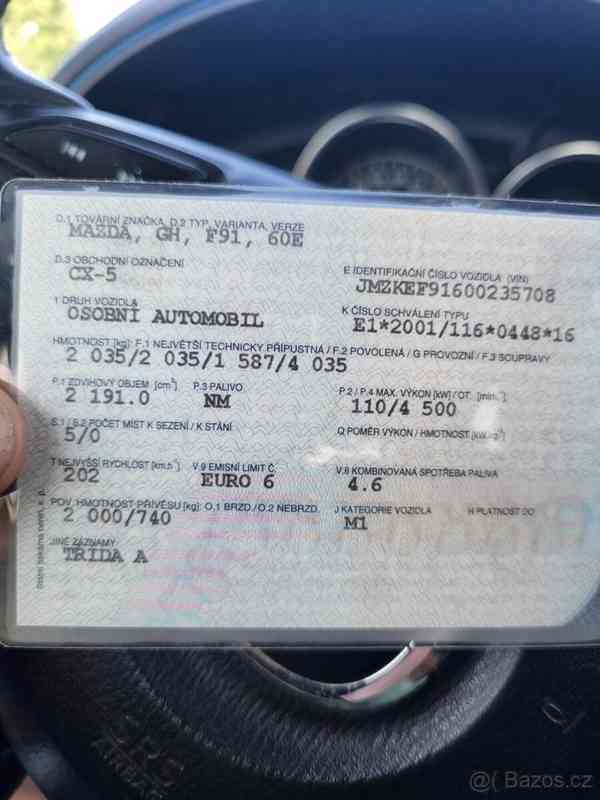 D.1 TOVÁRNÍ ZNAČKA, D.2 TYP, VARIANTA, VERZE
MAZDA, GH, F91, 60E
D.3 OBCHODNÍ OZNAČENÍ
CX-5
E IDENTIFIKAČNÍ ČÍSLO VOZIDLA (VIN)
JMZKEF91600235708
1 DRUH VOZIDLA
OSOBNÍ AUTOMOBIL
K ČÍSLO SCHVÁLENÍ TYPU
E1*2001/116*0448*16
HMOTNOST [kg]: F.1 NEJVĚTŠÍ TECHNICKY PŘÍPUSTNÁ / F.2 POVOLENÁ / G PROVOZNÍ / F.3 SOUPRAVY
2 035/2 035/1 587/4 035
P.1 ZDVIHOVÝ OBJEM [cm³] P.3 PALIVO P.2 / P.4 MAX. VÝKON [kW] / OT. [min.⁻¹]
2 191.0 NM 110/4 500
S.1 / S.2 POČET MÍST K SEZENÍ / K STÁNÍ Q POMĚR VÝKON / HMOTNOST [kW.kg⁻¹]
5/0
T NEJVYŠŠÍ RYCHLOST [km.h⁻¹] V.9 EMISNÍ LIMIT Č. V.8 KOMBINOVANÁ SPOTŘEBA PALIVA
202 EURO 6 4.6
POV. HMOTNOST PŘÍVĚSU [kg]: O.1 BRZD./O.2 NEBRZD. J KATEGORIE VOZIDLA H PLATNOST DO
2 000/740 M1
JINÉ ZÁZNAMY
TRIDA A
SRS
AIRBAG
@( Bazos.cz